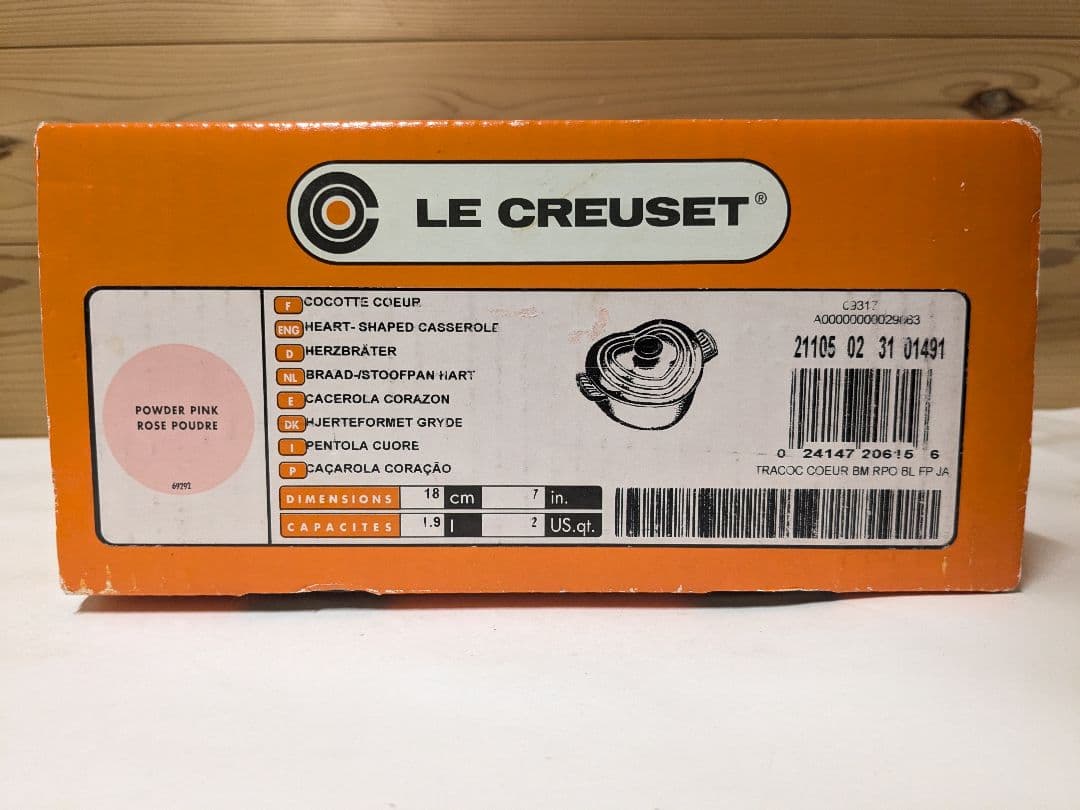 LE CREUSET®
POWDER PINK
ROSE POUDRE
69292
F COCOTTE COEUR
ENG HEART-SHAPED CASSEROLE
D HERZBRÄTER
NL BRAAD-/STOOFPAN HART
E CACEROLA CORAZON
DK HJERTEFORMET GRYDE
I PENTOLA CUORE
P CAÇAROLA CORAÇÃO
DIMENSIONS 18 cm 7 in.
CAPACITES 1.9 l 2 US.qt.
21105 02 31 01491
0 24147 20615 6
TRACOC COEUR BM RPO BL FP JA